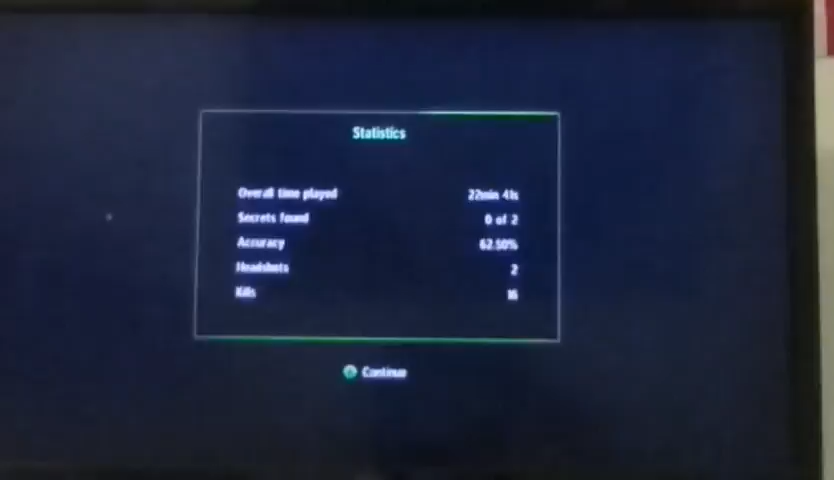 Statistics
Overall time played 22min 41s
Secrets found 0 of 2
Accuracy 62.50%
Headshots 2
Kills 16
Continue